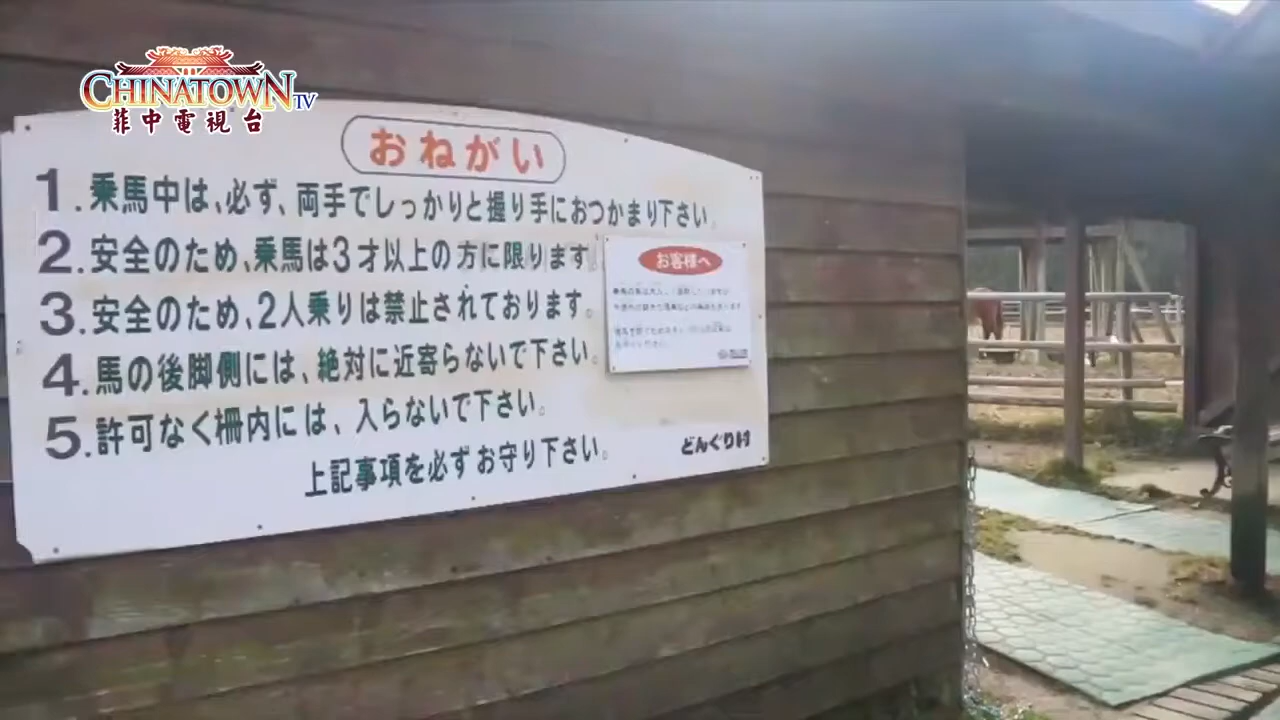 CHINATOWN TV
菲中電視台
おねがい
1.乗馬中は、必ず、両手でしっかりと握り手におつかまり下さい。
2.安全のため、乗馬は3才以上の方に限ります
3.安全のため、2人乗りは禁止されております。
4.馬の後脚側には、絶対に近寄らないで下さい。
5.許可なく柵内には、入らないで下さい。
上記事項を必ずお守り下さい。
どんぐり村
お客様へ